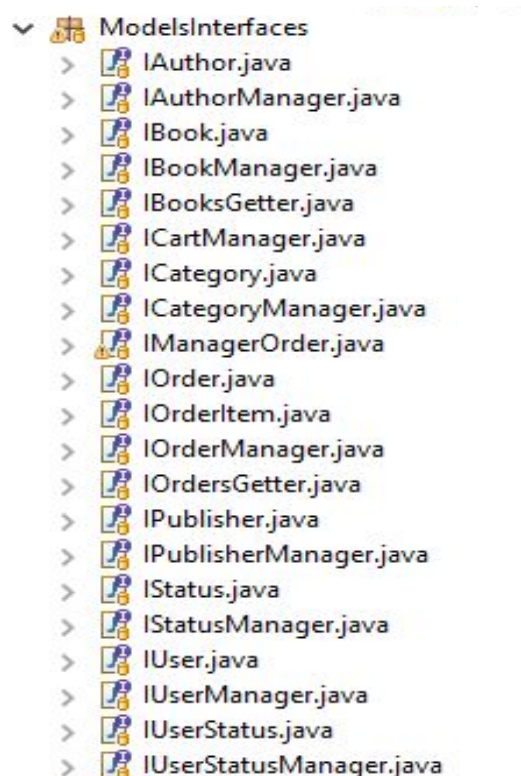 ModelsInterfaces
IAuthor.java
IAuthorManager.java
IBook.java
IBookManager.java
IBooksGetter.java
ICartManager.java
ICategory.java
ICategoryManager.java
IManagerOrder.java
IOrder.java
IOrderItem.java
IOrderManager.java
IOrdersGetter.java
IPublisher.java
IPublisherManager.java
IStatus.java
IStatusManager.java
IUser.java
IUserManager.java
IUserStatus.java
IUserStatusManager.java